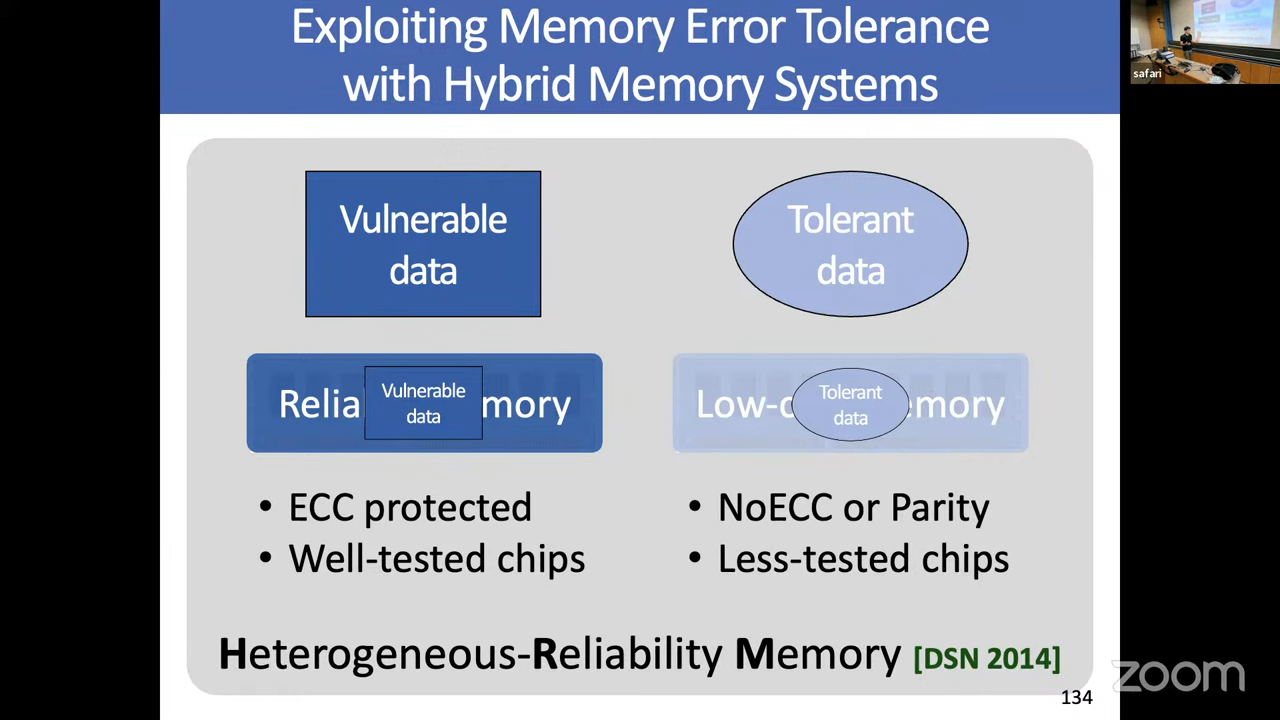 Exploiting Memory Error Tolerance
with Hybrid Memory Systems
safari
Vulnerable
data
Tolerant
data
Vulnerable
data
Relia mory
Tolerant
data
Low-c emory
• ECC protected
• Well-tested chips
• NoECC or Parity
• Less-tested chips
Heterogeneous-Reliability Memory [DSN 2014]
134
zoom